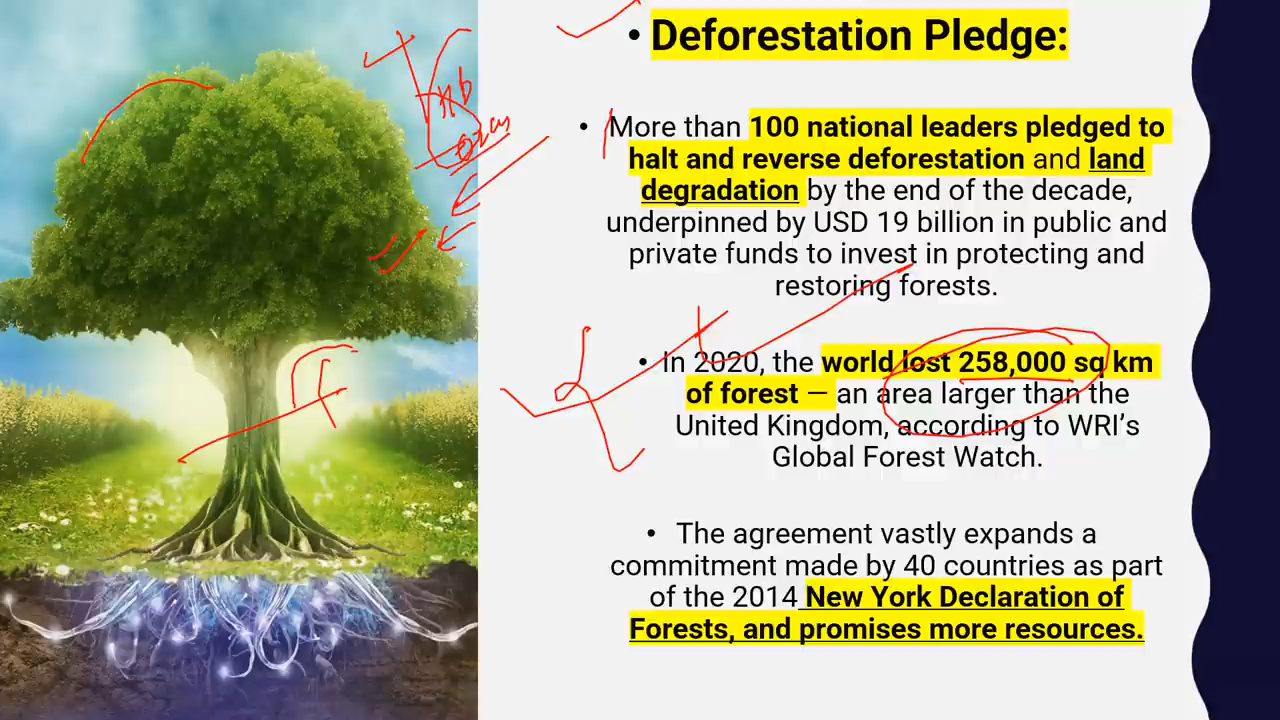 • Deforestation Pledge:
• More than 100 national leaders pledged to
halt and reverse deforestation and land
degradation by the end of the decade,
underpinned by USD 19 billion in public and
private funds to invest in protecting and
restoring forests.
• In 2020, the world lost 258,000 sq km
of forest — an area larger than the
United Kingdom, according to WRI’s
Global Forest Watch.
• The agreement vastly expands a
commitment made by 40 countries as part
of the 2014 New York Declaration of
Forests, and promises more resources.